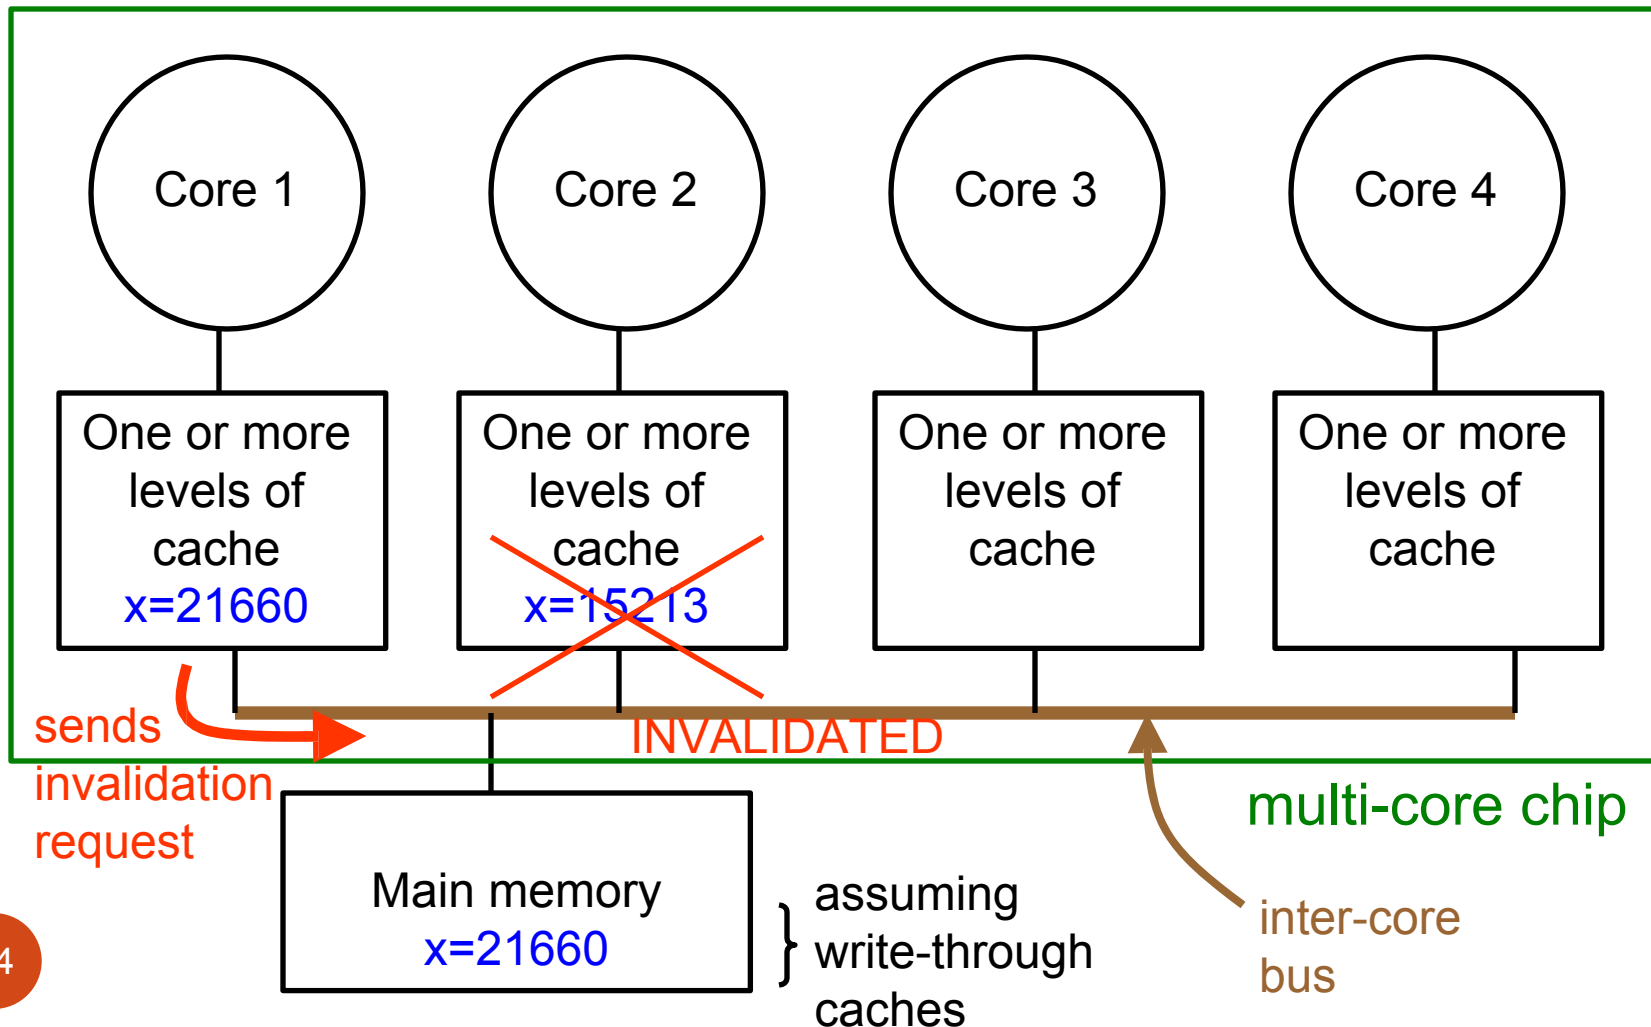 Core 1
Core 2
Core 3
Core 4
One or more
levels of
cache
x=21660
One or more
levels of
cache
x=15213
One or more
levels of
cache
One or more
levels of
cache
sends
invalidation
request
INVALIDATED
multi-core chip
Main memory
x=21660
assuming
write-through
caches
inter-core
bus
4